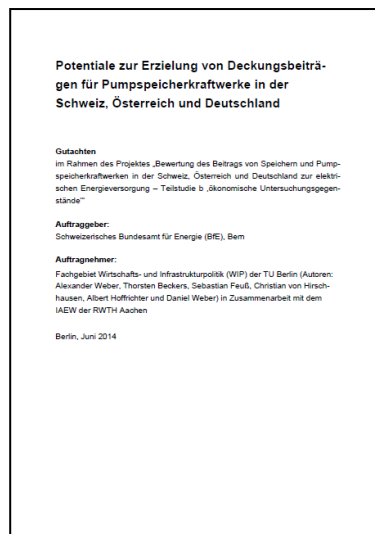 Potentiale zur Erzielung von Deckungsbeiträ-
gen für Pumpspeicherkraftwerke in der
Schweiz, Österreich und Deutschland
Gutachten
im Rahmen des Projektes „Bewertung des Beitrags von Speichern und Pump-
speicherkraftwerken in der Schweiz, Österreich und Deutschland zur elektri-
schen Energieversorgung – Teilstudie b ‚ökonomische Untersuchungsgegen-
stände'“
Auftraggeber:
Schweizerisches Bundesamt für Energie (BfE), Bern
Auftragnehmer:
Fachgebiet Wirtschafts- und Infrastrukturpolitik (WIP) der TU Berlin (Autoren:
Alexander Weber, Thorsten Beckers, Sebastian Feuß, Christian von Hirsch-
hausen, Albert Hoffrichter und Daniel Weber) in Zusammenarbeit mit dem
IAEW der RWTH Aachen
Berlin, Juni 2014